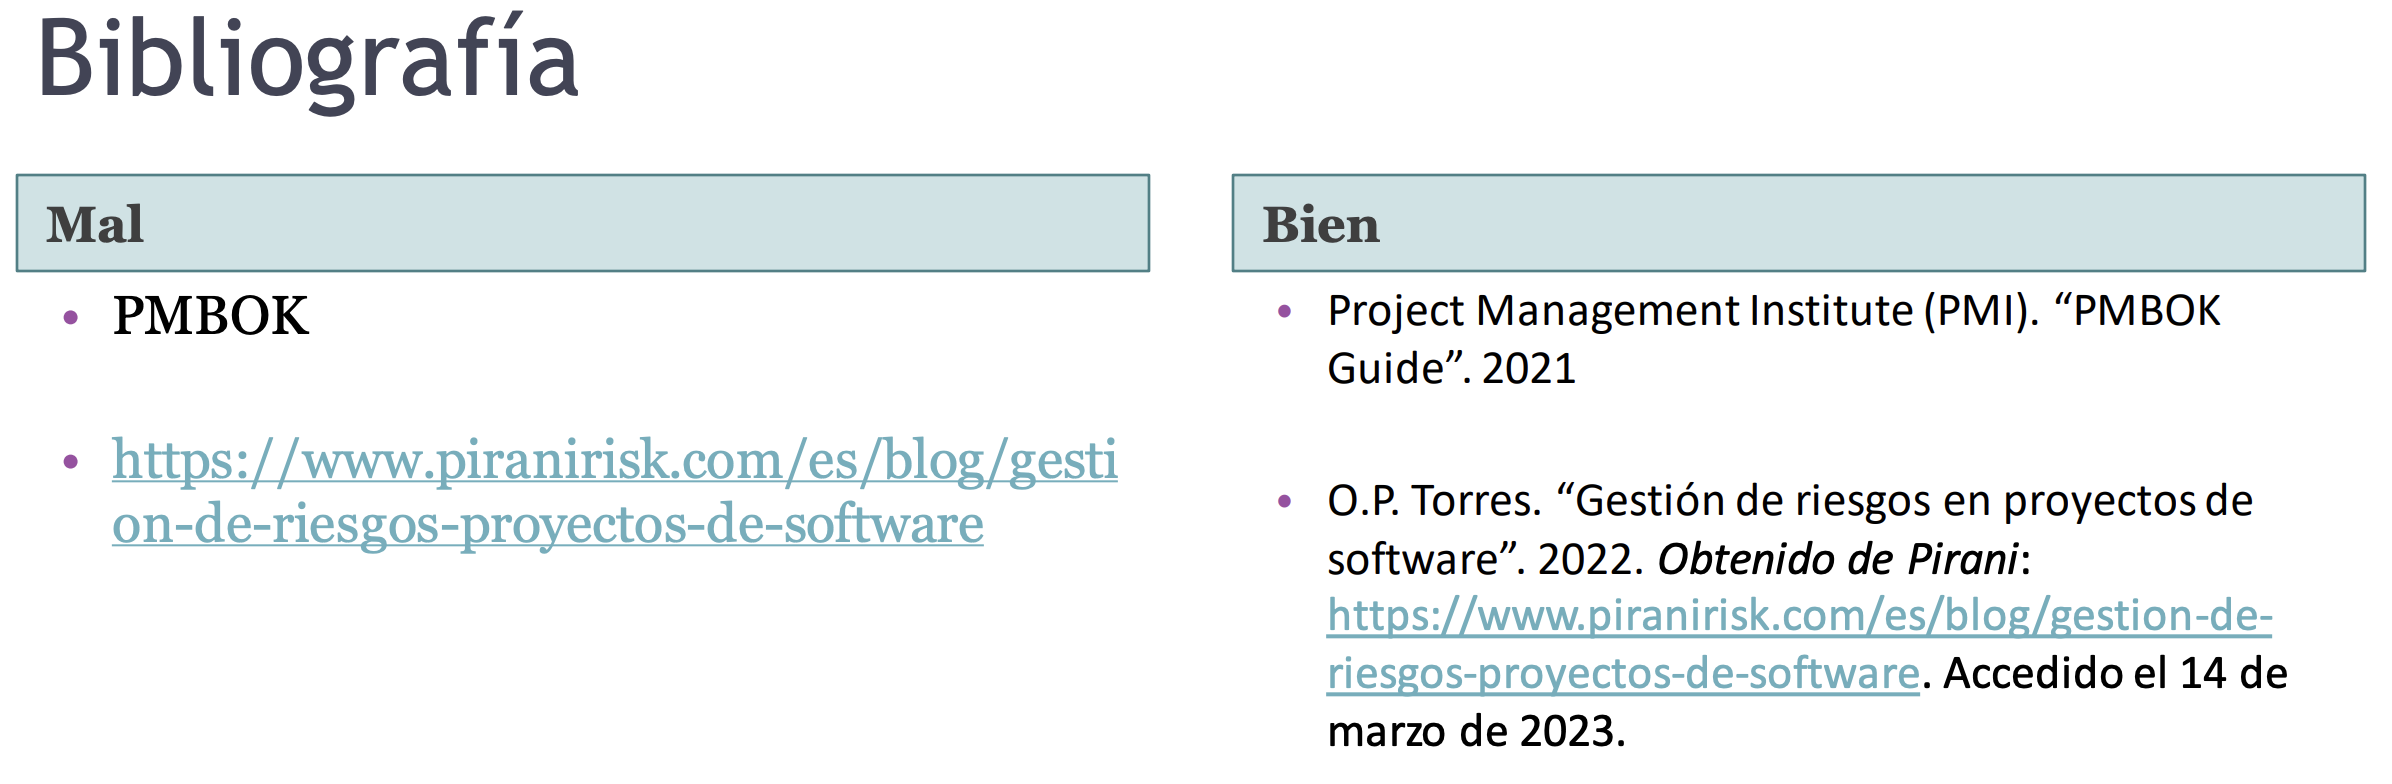 Bibliografía
Mal
• PMBOK
• https://www.piranirisk.com/es/blog/gesti
on-de-riesgos-proyectos-de-software
Bien
• Project Management Institute (PMI). “PMBOK
Guide”. 2021
• O.P. Torres. “Gestión de riesgos en proyectos de
software”. 2022. Obtenido de Pirani:
https://www.piranirisk.com/es/blog/gestion-de-
riesgos-proyectos-de-software. Accedido el 14 de
marzo de 2023.